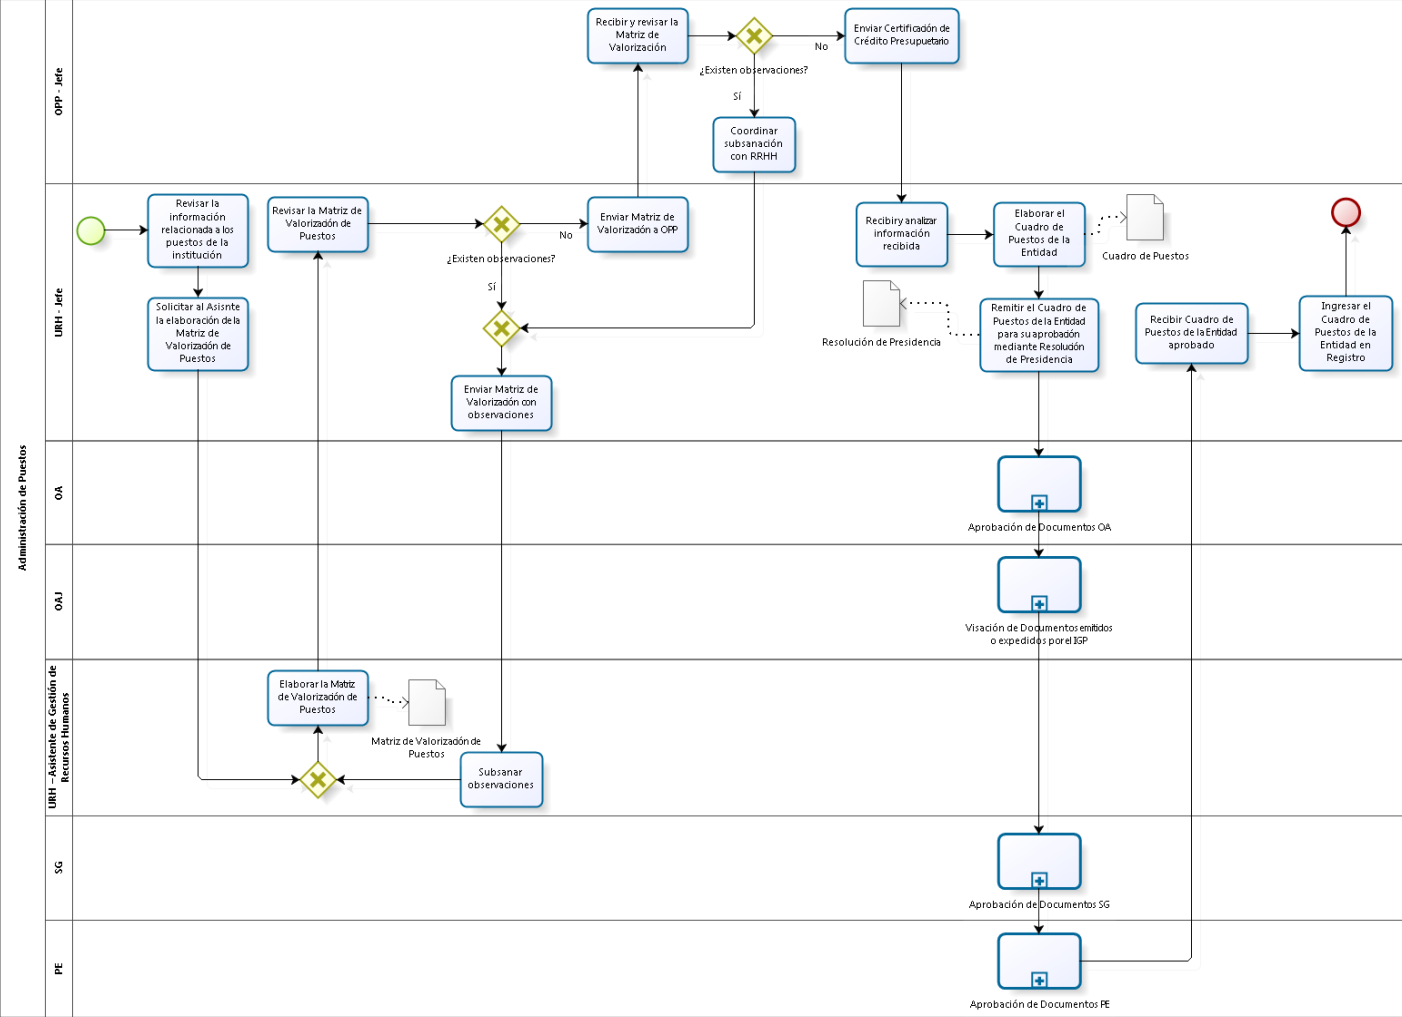 Administración de Puestos
OPP - Jefe
Recibir y revisar la
Matriz de
Valorización
¿Existen observaciones?
No
Sí
Enviar Certificación de
Crédito Presupuetario
Coordinar
subsanación
con RRHH
URH - Jefe
Revisar la
información
relacionada a los
puestos de la
institución
Solicitar al Asisnte
la elaboración de la
Matriz de
Valorización de
Puestos
Revisar la Matriz de
Valorización de
Puestos
¿Existen observaciones?
No
Sí
Enviar Matriz de
Valorización a OPP
Enviar Matriz de
Valorización con
observaciones
Recibir y analizar
información
recibida
Elaborar el
Cuadro de
Puestos de la
Entidad
Cuadro de Puestos
Resolución de Presidencia
Remitir el Cuadro de
Puestos de la Entidad
para su aprobación
mediante Resolución
de Presidencia
Recibir Cuadro de
Puestos de la Entidad
aprobado
Ingresar el
Cuadro de
Puestos de la
Entidad en
Registro
OA
Aprobación de Documentos OA
OAJ
Visación de Documentos emitidos
o expedidos por el IGP
URH – Asistente de Gestión de
Recursos Humanos
Elaborar la Matriz
de Valorización de
Puestos
Matriz de Valorización de
Puestos
Subsanar
observaciones
SG
Aprobación de Documentos SG
PE
Aprobación de Documentos PE